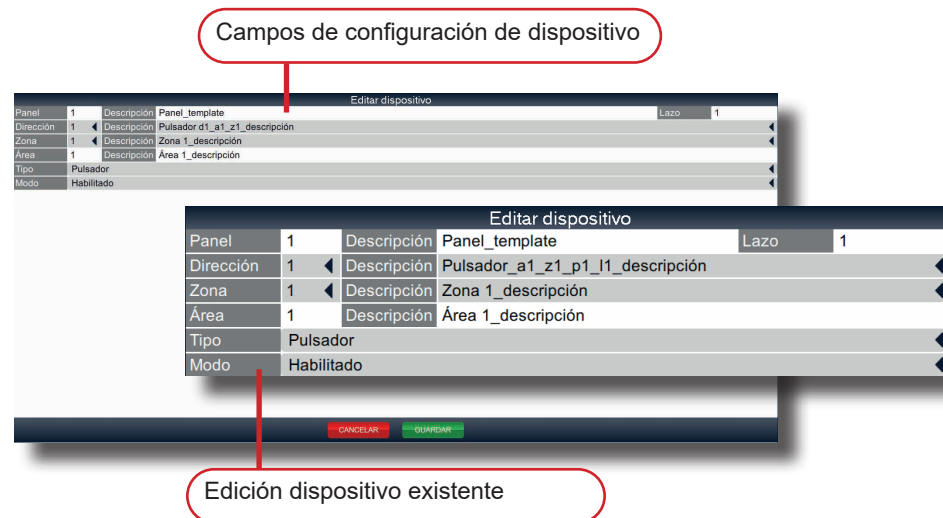 Campos de configuración de dispositivo
Editar dispositivo
Panel 1 Descripción Panel_template Lazo 1
Dirección 1 Descripción Pulsador d1_a1_z1_descripción
Zona 1 Descripción Zona 1_descripción
Área 1 Descripción Área 1_descripción
Tipo Pulsador
Modo Habilitado
Editar dispositivo
Panel 1 Descripción Panel_template Lazo 1
Dirección 1 Descripción Pulsador_a1_z1_p1_l1_descripción
Zona 1 Descripción Zona 1_descripción
Área 1 Descripción Área 1_descripción
Tipo Pulsador
Modo Habilitado
CANCELAR GUARDAR
Edición dispositivo existente